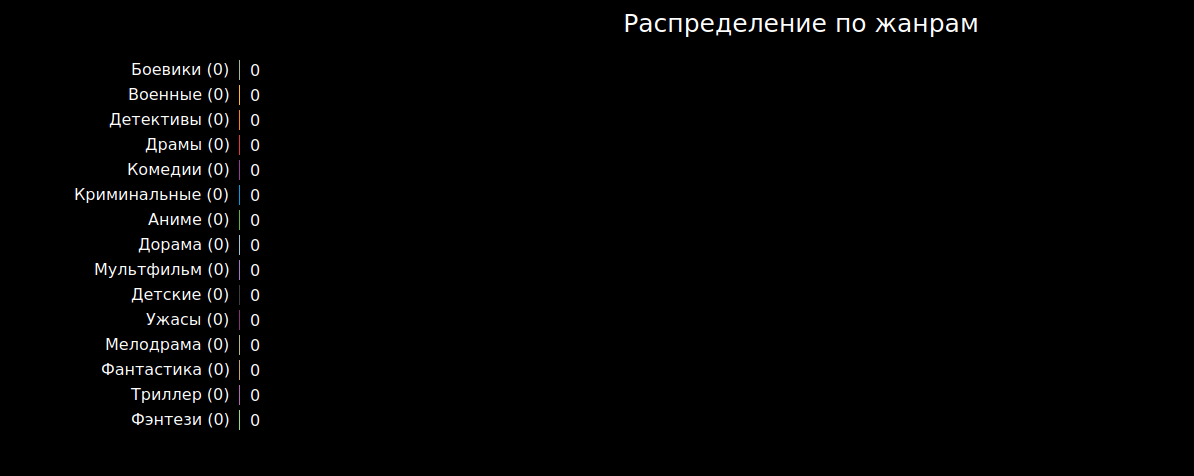 Распределение по жанрам
Боевики (0) 0
Военные (0) 0
Детективы (0) 0
Драмы (0) 0
Комедии (0) 0
Криминальные (0) 0
Аниме (0) 0
Дорама (0) 0
Мультфильм (0) 0
Детские (0) 0
Ужасы (0) 0
Мелодрама (0) 0
Фантастика (0) 0
Триллер (0) 0
Фэнтези (0) 0